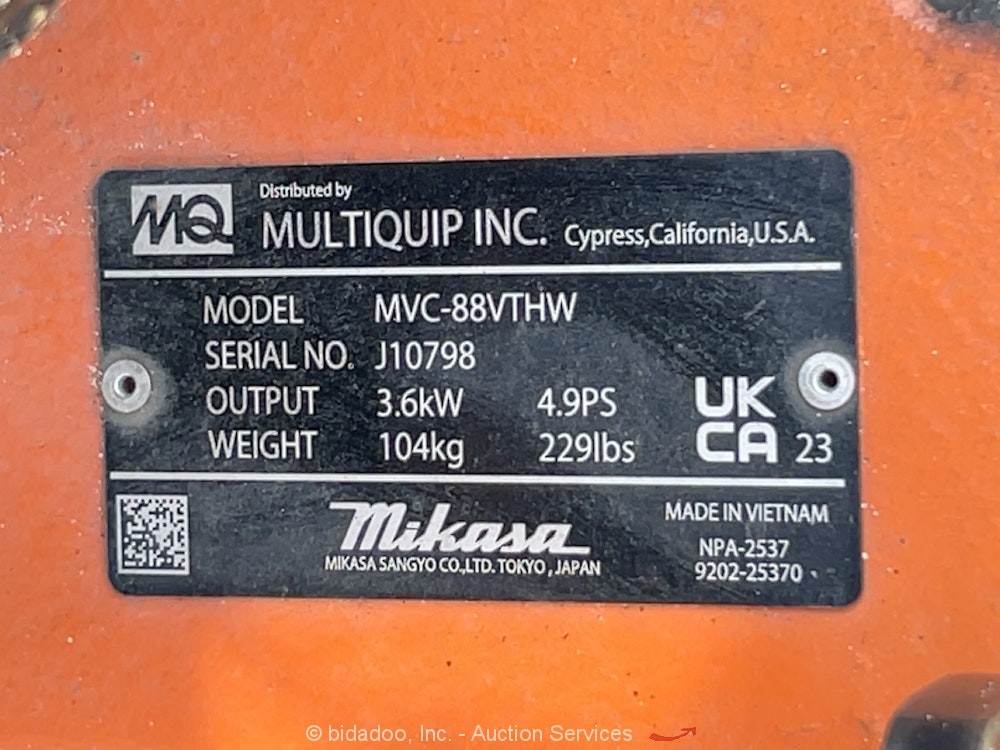 MQ
Distributed by
MULTIQUIP INC. Cypress,California,U.S.A.
MODEL MVC-88VTHW
SERIAL NO. J10798
OUTPUT 3.6kW 4.9PS
WEIGHT 104kg 229lbs
UK
CA 23
Mikasa
MIKASA SANGYO CO.,LTD. TOKYO, JAPAN
MADE IN VIETNAM
NPA-2537
9202-25370
© bidadoo, Inc. - Auction Services